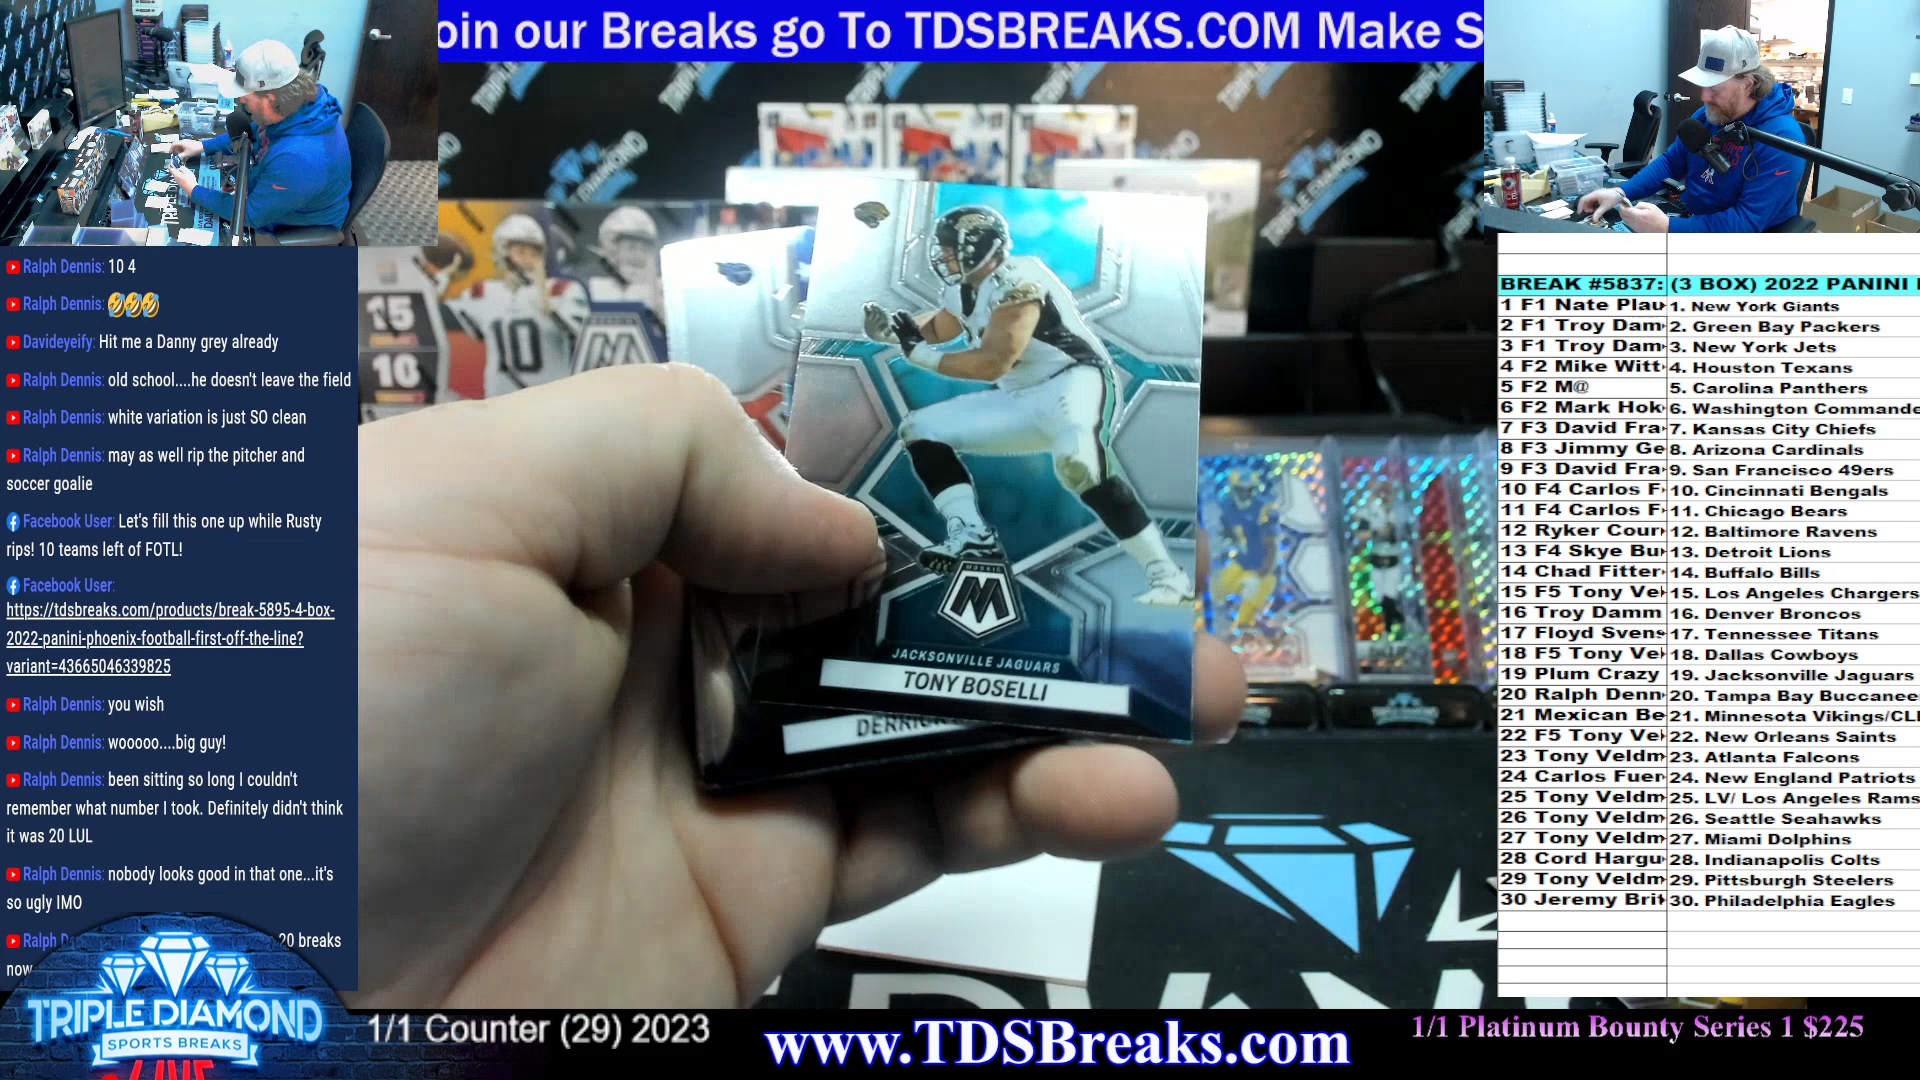 oin our Breaks go To TDSBREAKS.COM Make S
Ralph Dennis: 10 4
Ralph Dennis: 🤣🤣🤣
Davideyeify: Hit me a Danny grey already
Ralph Dennis: old school....he doesn't leave the field
Ralph Dennis: white variation is just SO clean
Ralph Dennis: may as well rip the pitcher and
soccer goalie
Facebook User: Let's fill this one up while Rusty
rips! 10 teams left of FOTL!
Facebook User:
https://tdsbreaks.com/products/break-5895-4-box-
2022-panini-phoenix-football-first-off-the-line?
variant=43665046339825
Ralph Dennis: you wish
Ralph Dennis: wooooo....big guy!
Ralph Dennis: been sitting so long I couldn't
remember what number I took. Definitely didn't think
it was 20 LUL
Ralph Dennis: nobody looks good in that one...it's
so ugly IMO
Ralph D 20 breaks
now
TRIPLE DIAMOND
SPORTS BREAKS
LIVE
TRIPLE DIAMOND
15
10
16
MOSAIC
M
JACKSONVILLE JAGUARS
TONY BOSELLI
DERRICK
BREAK #5837: (3 BOX) 2022 PANINI
1 F1 Nate Plau 1. New York Giants
2 F1 Troy Dam 2. Green Bay Packers
3 F1 Troy Dam 3. New York Jets
4 F2 Mike Witt 4. Houston Texans
5 F2 M@ 5. Carolina Panthers
6 F2 Mark Hok 6. Washington Commande
7 F3 David Fra 7. Kansas City Chiefs
8 F3 Jimmy Ge 8. Arizona Cardinals
9 F3 David Fra 9. San Francisco 49ers
10 F4 Carlos F 10. Cincinnati Bengals
11 F4 Carlos F 11. Chicago Bears
12 Ryker Cour 12. Baltimore Ravens
13 F4 Skye Bu 13. Detroit Lions
14 Chad Fitter 14. Buffalo Bills
15 F5 Tony Vel 15. Los Angeles Chargers
16 Troy Damm 16. Denver Broncos
17 Floyd Svens 17. Tennessee Titans
18 F5 Tony Vel 18. Dallas Cowboys
19 Plum Crazy 19. Jacksonville Jaguars
20 Ralph Denn 20. Tampa Bay Buccanee
21 Mexican Be 21. Minnesota Vikings/CLE
22 F5 Tony Vel 22. New Orleans Saints
23 Tony Veldm 23. Atlanta Falcons
24 Carlos Fuer 24. New England Patriots
25 Tony Veldm 25. LV/ Los Angeles Rams
26 Tony Veldm 26. Seattle Seahawks
27 Tony Veldm 27. Miami Dolphins
28 Cord Hargu 28. Indianapolis Colts
29 Tony Veldm 29. Pittsburgh Steelers
30 Jeremy Brit 30. Philadelphia Eagles
1/1 Counter (29) 2023
www.TDSBreaks.com
1/1 Platinum Bounty Series 1 $225